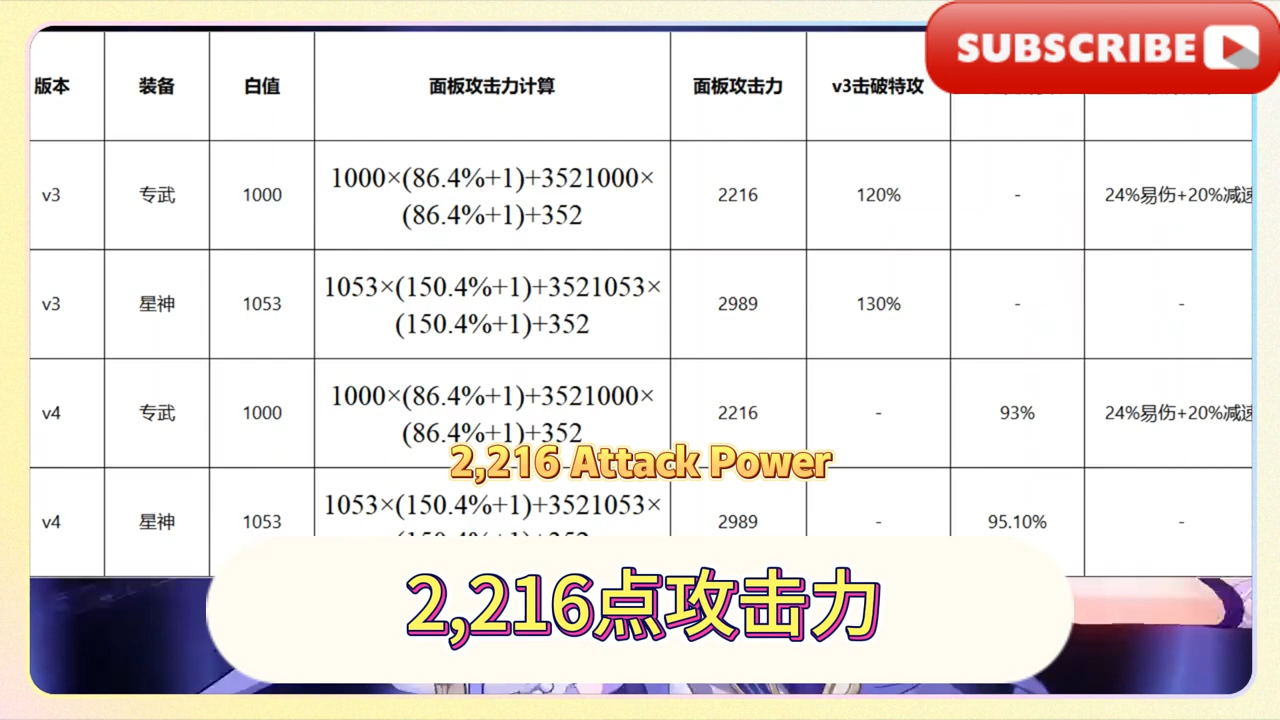 SUBSCRIBE
版本 装备 白值 面板攻击力计算 面板攻击力 v3击破特攻
v3 专武 1000 1000×(86.4%+1)+3521000× 2216 120% - 24%易伤+20%减速
(86.4%+1)+352
v3 星神 1053 1053×(150.4%+1)+3521053× 2989 130% - -
(150.4%+1)+352
v4 专武 1000 1000×(86.4%+1)+3521000× 2216 - 93% 24%易伤+20%减速
(86.4%+1)+352
2,216 Attack Power
v4 星神 1053 1053×(150.4%+1)+3521053× 2989 - 95.10% -
2,216点攻击力